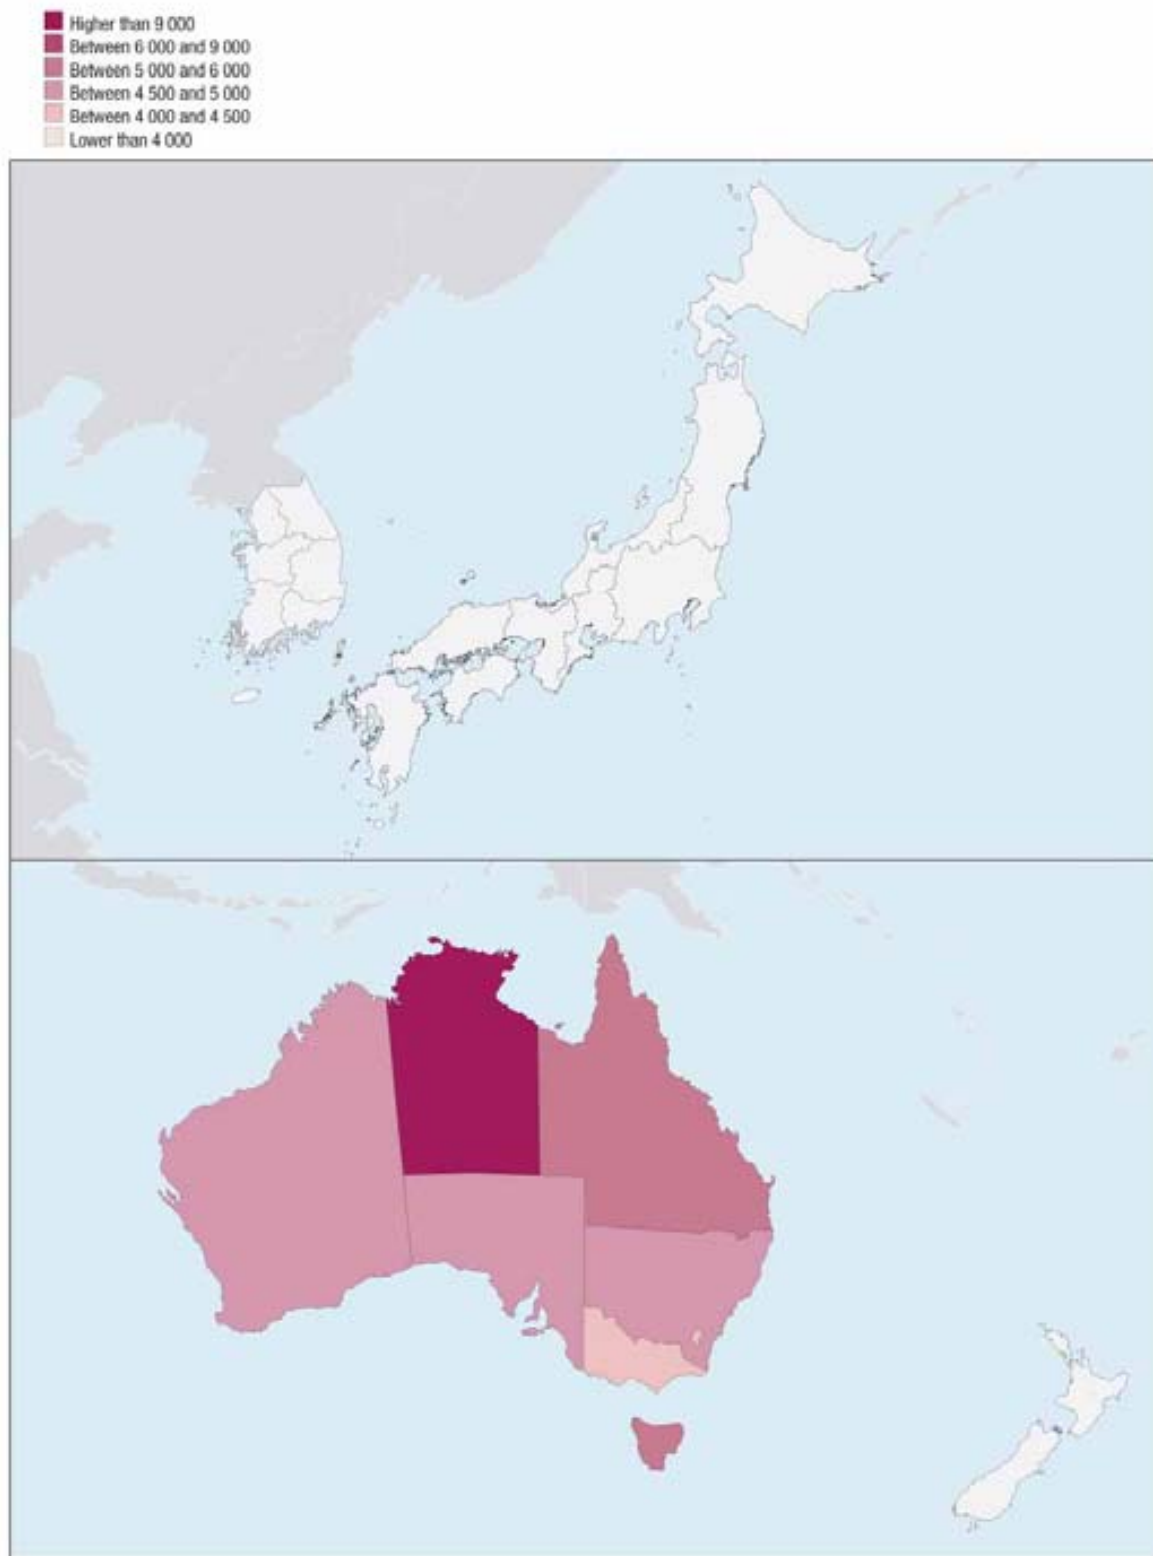 Higher than 9 000
Between 6 000 and 9 000
Between 5 000 and 6 000
Between 4 500 and 5 000
Between 4 000 and 4 500
Lower than 4 000